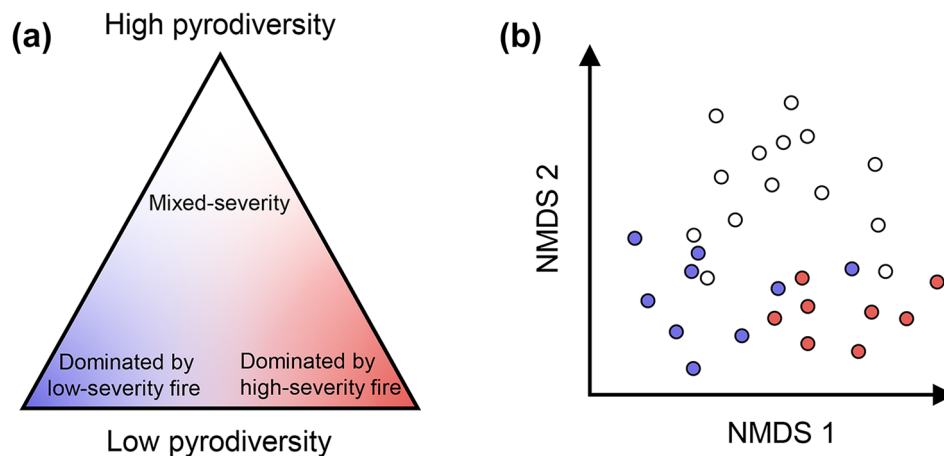 (a)
High pyrodiversity
Mixed-severity
Dominated by
low-severity fire
Dominated by
high-severity fire
Low pyrodiversity
(b)
NMDS 2
NMDS 1